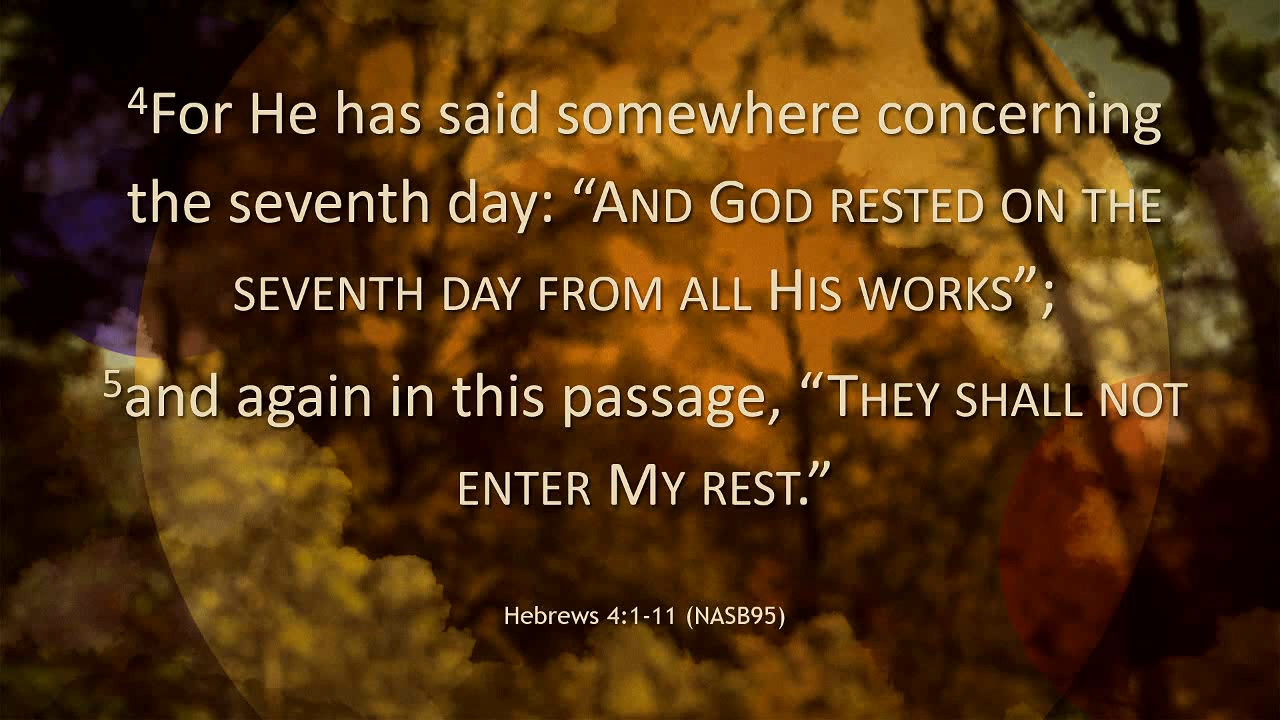 ⁴For He has said somewhere concerning
the seventh day: “AND GOD RESTED ON THE
SEVENTH DAY FROM ALL HIS WORKS”;
⁵and again in this passage, “THEY SHALL NOT
ENTER MY REST.”
Hebrews 4:1-11 (NASB95)